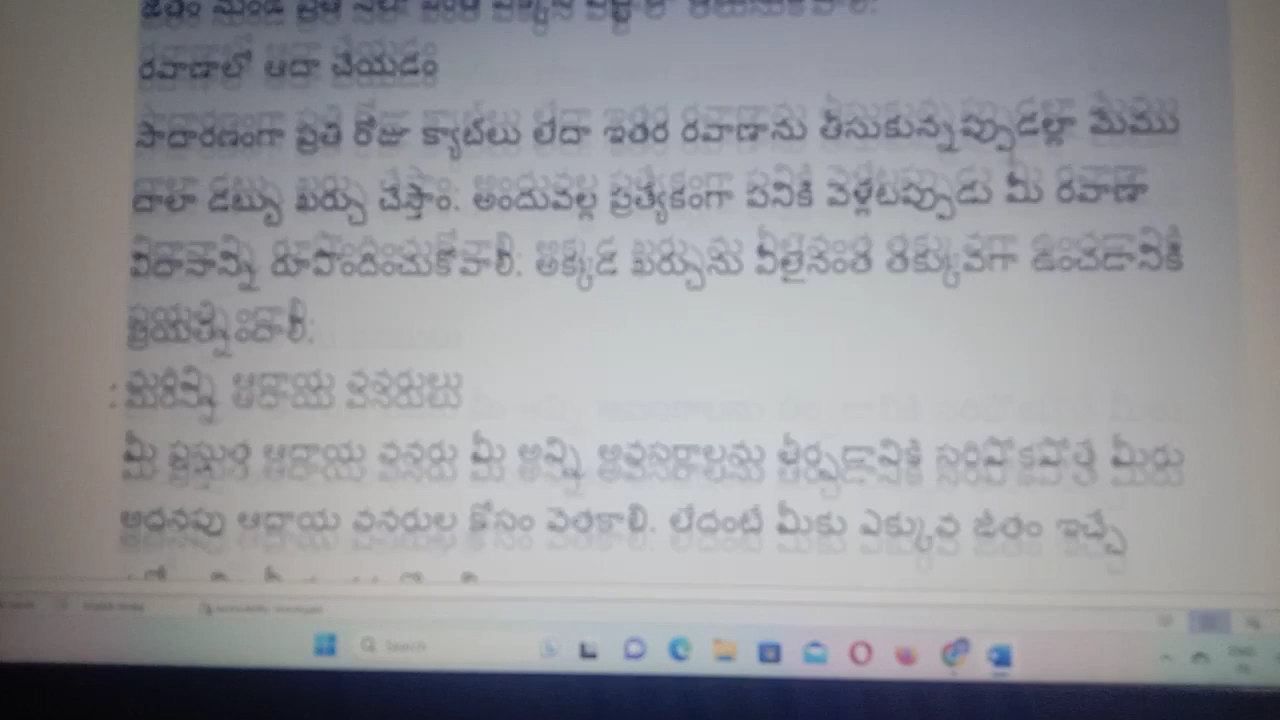 రవాణాలో ఆదా చేయడం
సాదారణంగా ప్రతి రోజూ క్యాబ్‌లు లేదా ఇతర రవాణాను తీసుకున్నప్పుడల్లా మేము
చాలా డబ్బు ఖర్చు చేస్తాం. అందువల్ల ప్రత్యేకంగా పనికి వెళ్లేటప్పుడు మీ రవాణా
విధానాన్ని రూపొందించుకోవాలి. అక్కడ ఖర్చును వీలైనంత తక్కువగా ఉంచడానికి
ప్రయత్నించాలి.
: మరిన్ని ఆదాయ వనరులు
మీ ప్రస్తుత ఆదాయ వనరు మీ అన్ని అవసరాలను తీర్చడానికి సరిపోకపోతే మీరు
అదనపు ఆదాయ వనరుల కోసం వెతకాలి. లేదంటే మీకు ఎక్కువ జీతం ఇచ్చే
Search